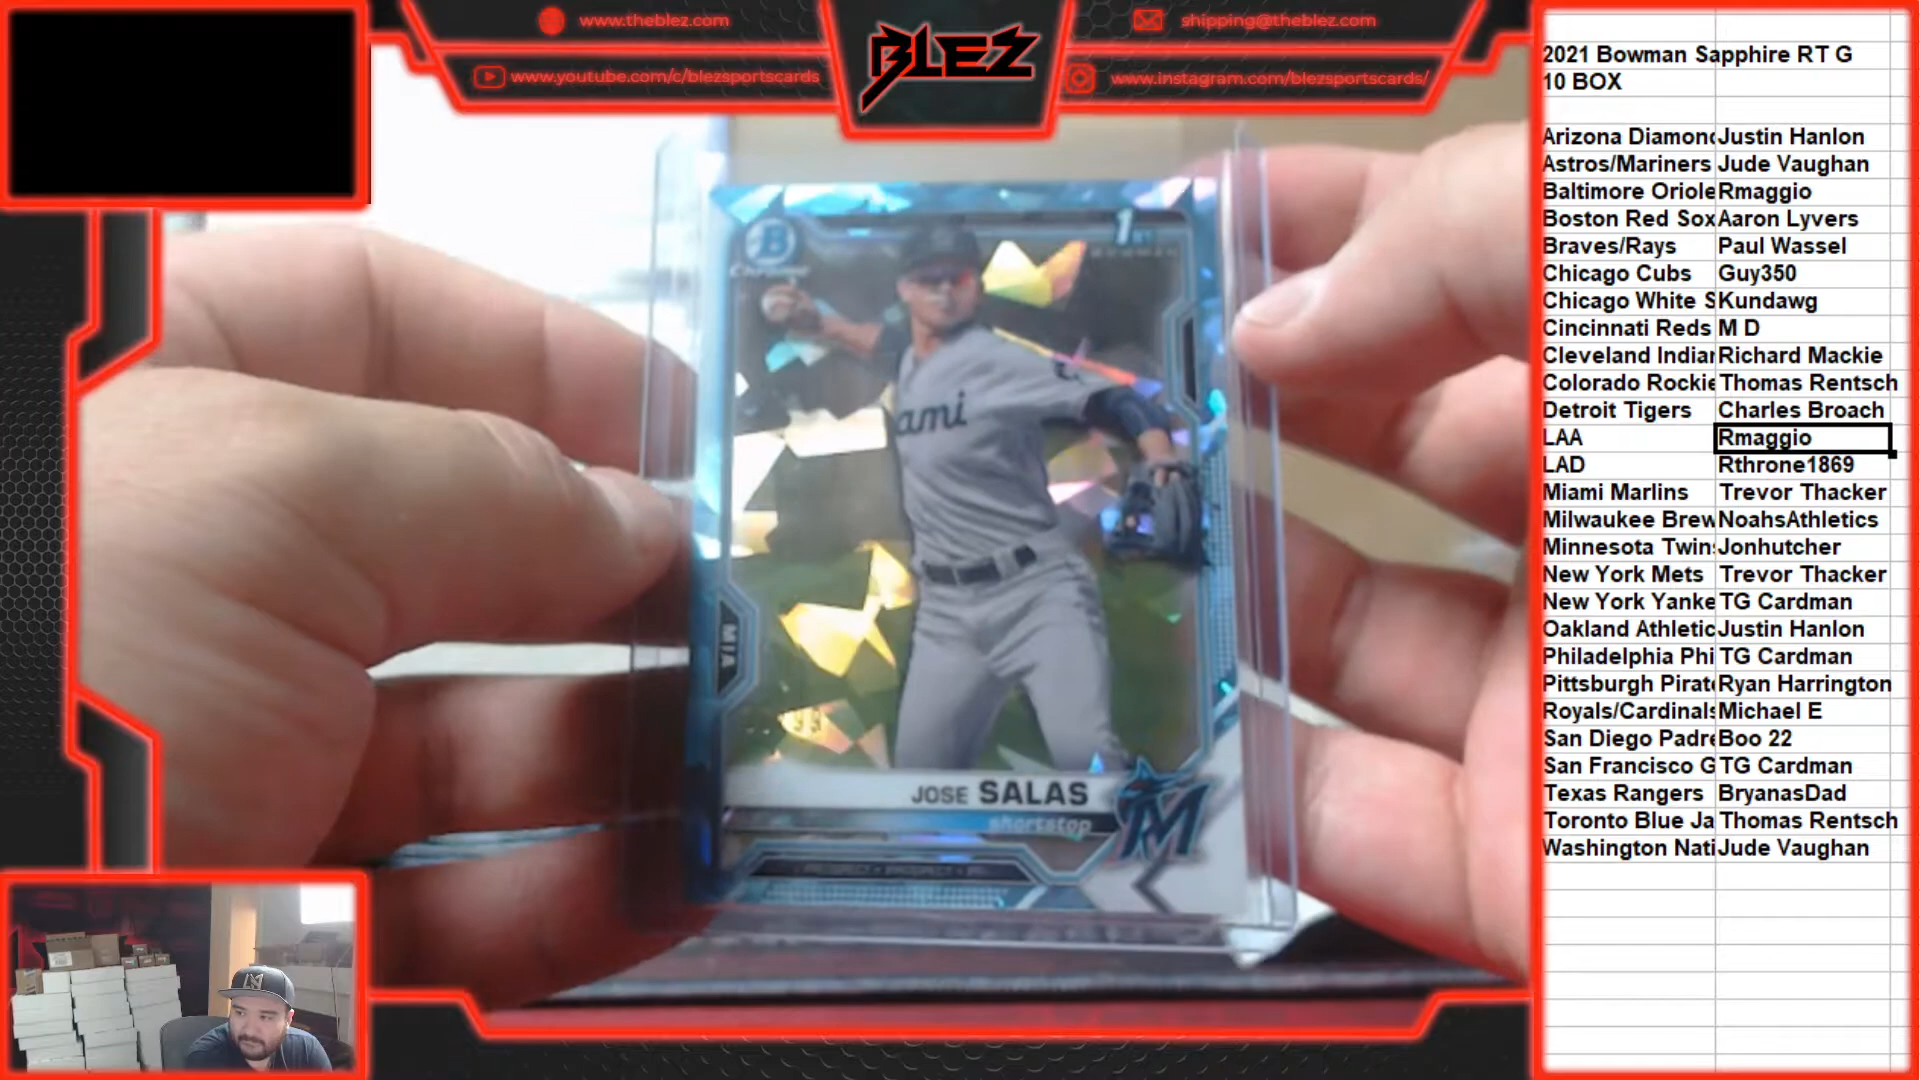 www.theblez.com
www.youtube.com/c/blezsportscards
BLEZ
shipping@theblez.com
www.instagram.com/blezsportscards/
B
Chrome
1ST
BOWMAN
ami
MIA
JOSE SALAS
shortstop
M
2021 Bowman Sapphire RT G
10 BOX
Arizona Diamond Justin Hanlon
Astros/Mariners Jude Vaughan
Baltimore Oriole Rmaggio
Boston Red Sox Aaron Lyvers
Braves/Rays Paul Wassel
Chicago Cubs Guy350
Chicago White S Kundawg
Cincinnati Reds M D
Cleveland Indian Richard Mackie
Colorado Rockie Thomas Rentsch
Detroit Tigers Charles Broach
LAA Rmaggio
LAD Rthrone1869
Miami Marlins Trevor Thacker
Milwaukee Brew NoahsAthletics
Minnesota Twins Jonhutcher
New York Mets Trevor Thacker
New York Yanke TG Cardman
Oakland Athletic Justin Hanlon
Philadelphia Phi TG Cardman
Pittsburgh Pirate Ryan Harrington
Royals/Cardinals Michael E
San Diego Padre Boo 22
San Francisco G TG Cardman
Texas Rangers BryanasDad
Toronto Blue Ja Thomas Rentsch
Washington Nati Jude Vaughan